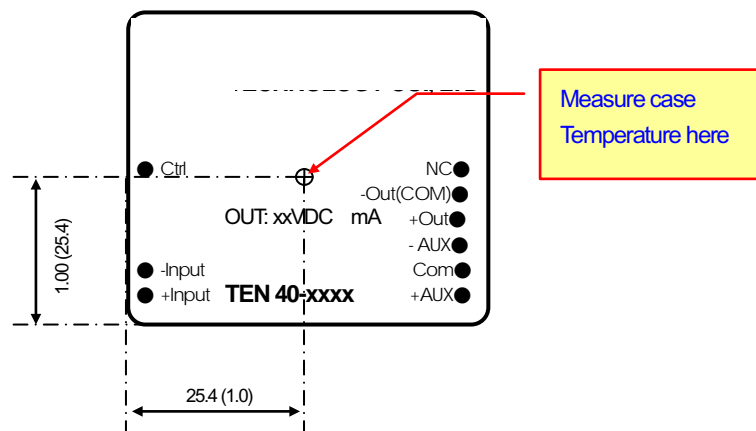 Measure case
Temperature here
Ctrl
NC
-Out(COM)
OUT: xxVDC mA
+Out
- AUX
-Input
Com
+Input
TEN 40-xxxx
+AUX
1.00 (25.4)
25.4 (1.0)